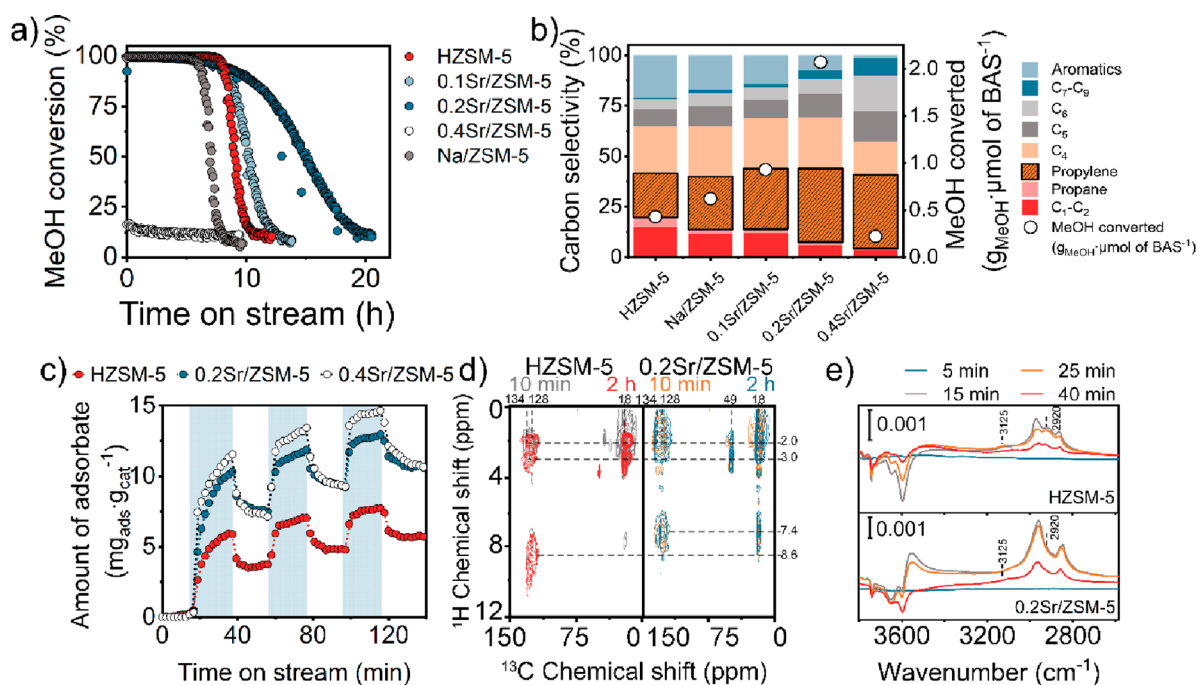 a)
MeOH conversion (%)
100
75
50
25
0
0
10
20
Time on stream (h)
HZSM-5
0.1Sr/ZSM-5
0.2Sr/ZSM-5
0.4Sr/ZSM-5
Na/ZSM-5
b)
Carbon selectivity (%)
100
75
50
25
0
HZSM-5
Na/ZSM-5
0.1Sr/ZSM-5
0.2Sr/ZSM-5
0.4Sr/ZSM-5
2.0
1.5
1.0
0.5
0.0
MeOH converted
(gMeOH·μmol of BAS⁻¹)
Aromatics
C₇-C₉
C₆
C₅
C₄
Propylene
Propane
C₁-C₂
MeOH converted
(gMeOH·μmol of BAS⁻¹)
c)
HZSM-5 0.2Sr/ZSM-5 0.4Sr/ZSM-5
Amount of adsorbate
(mgads·gcat⁻¹)
15
10
5
0
0 40 80 120
Time on stream (min)
d)
HZSM-5 0.2Sr/ZSM-5
10 min 2 h 10 min 2 h
134 128 18 134 128 49 18
¹H Chemical shift (ppm)
0
4
8
12
-2.0
-3.0
-7.4
-8.6
150 75 0 150 75 0
¹³C Chemical shift (ppm)
e)
5 min 25 min
15 min 40 min
0.001
3125
2920
HZSM-5
0.001
3125
2920
0.2Sr/ZSM-5
3600 3200 2800
Wavenumber (cm⁻¹)